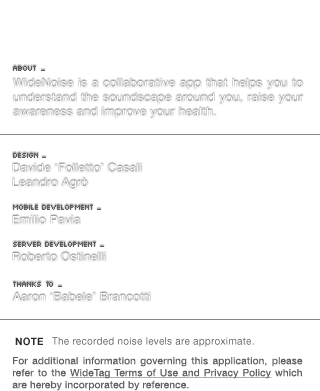 ABOUT _
WideNoise is a collaborative app that helps you to
understand the soundscape around you, raise your
awareness and improve your health.
DESIGN _
Davide "Folletto" Casali
Leandro Agrò
MOBILE DEVELOPMENT _
Emilio Pavia
SERVER DEVELOPMENT _
Roberto Ostinelli
THANKS TO _
Aaron "Babele" Brancotti
NOTE The recorded noise levels are approximate.
For additional information governing this application, please
refer to the WideTag Terms of Use and Privacy Policy which
are hereby incorporated by reference.